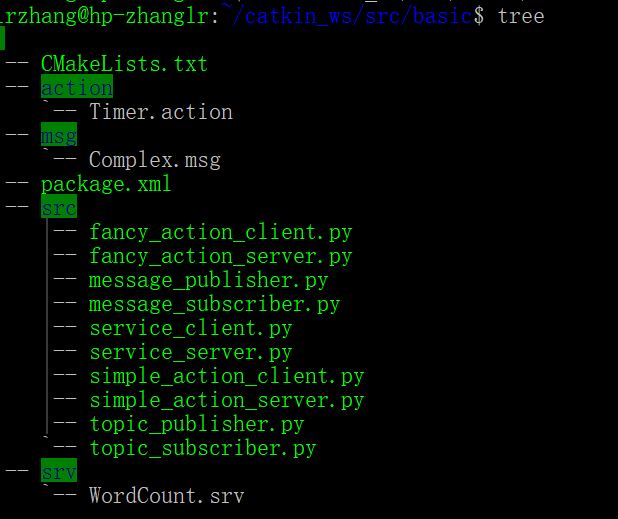 lrzhang@hp-zhanglr:~/catkin_ws/src/basic$ tree
-- CMakeLists.txt
-- action
`-- Timer.action
-- msg
`-- Complex.msg
-- package.xml
-- src
|-- fancy_action_client.py
|-- fancy_action_server.py
|-- message_publisher.py
|-- message_subscriber.py
|-- service_client.py
|-- service_server.py
|-- simple_action_client.py
|-- simple_action_server.py
|-- topic_publisher.py
`-- topic_subscriber.py
-- srv
`-- WordCount.srv